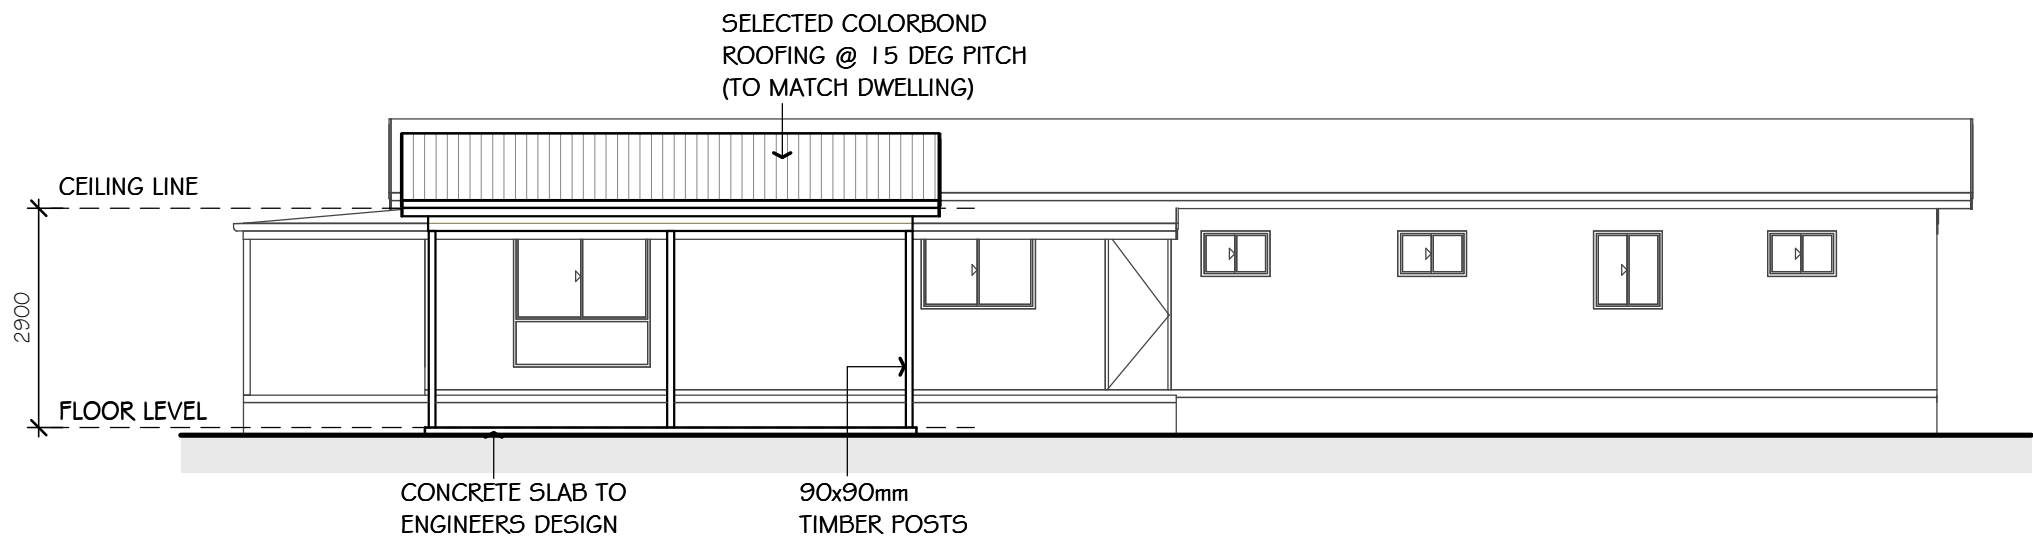 SELECTED COLORBOND
ROOFING @ 15 DEG PITCH
(TO MATCH DWELLING)
CEILING LINE
2900
FLOOR LEVEL
CONCRETE SLAB TO
ENGINEERS DESIGN
90x90mm
TIMBER POSTS